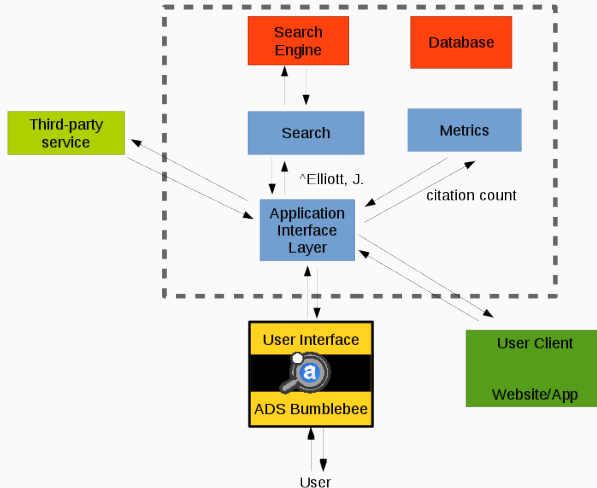 Search
Engine
Database
Third-party
service
Search
Metrics
^Elliott, J.
citation count
Application
Interface
Layer
User Interface
a
ADS Bumblebee
User Client
Website/App
User